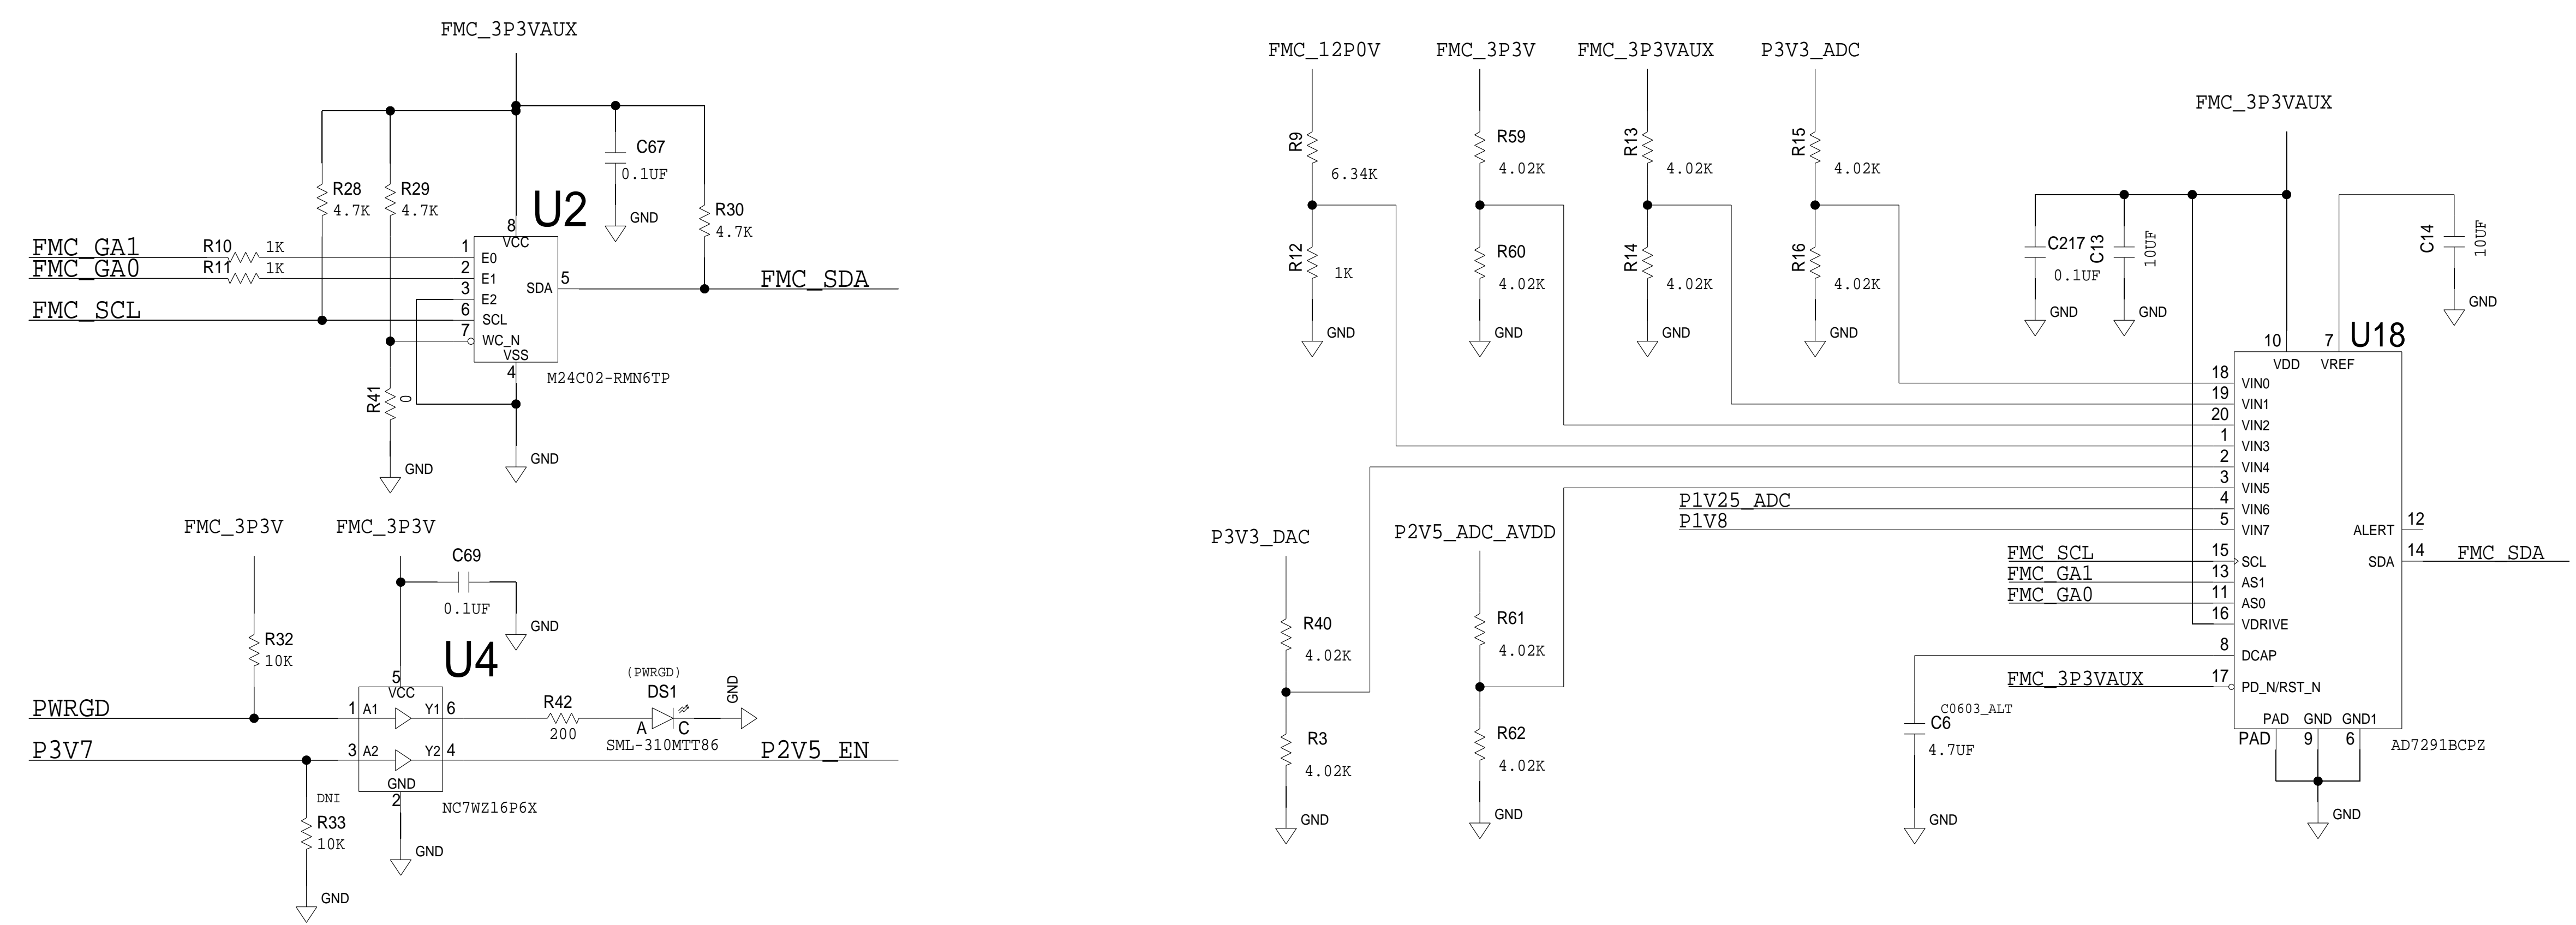 FMC_3P3VAUX
C67
0.1UF
GND
R28
4.7K
R29
4.7K
U2
R30
4.7K
8
VCC
FMC_GA1
R10
1K
1
E0
FMC_GA0
R11
1K
2
E1
3
E2
SDA
5
FMC_SDA
FMC_SCL
6
SCL
7
WC_N
VSS
4
M24C02-RMN6TP
R41
0
GND
GND
FMC_3P3V
FMC_3P3V
C69
0.1UF
GND
R32
10K
U4
5
VCC
(PWRGD)
DS1
GND
PWRGD
1
A1
Y1
6
R42
200
A
C
SML-310MTT86
P3V7
3
A2
Y2
4
P2V5_EN
GND
2
NC7WZ16P6X
DNI
R33
10K
GND
GND
FMC_12P0V
FMC_3P3V
FMC_3P3VAUX
P3V3_ADC
R9
6.34K
R59
4.02K
R13
4.02K
R15
4.02K
R12
1K
R60
4.02K
R14
4.02K
R16
4.02K
GND
GND
GND
GND
FMC_3P3VAUX
C217
0.1UF
C13
10UF
C14
10UF
GND
GND
GND
U18
10
7
VDD
VREF
18
VIN0
19
VIN1
20
VIN2
1
VIN3
2
VIN4
3
VIN5
P1V25_ADC
4
VIN6
P1V8
5
VIN7
ALERT
12
FMC_SCL
15
SCL
SDA
14
FMC_SDA
FMC_GA1
13
AS1
FMC_GA0
11
AS0
16
VDRIVE
8
DCAP
FMC_3P3VAUX
17
PD_N/RST_N
PAD
GND
GND1
PAD
9
6
AD7291BCPZ
GND
C0603_ALT
C6
4.7UF
GND
P3V3_DAC
P2V5_ADC_AVDD
R40
4.02K
R61
4.02K
R3
4.02K
R62
4.02K
GND
GND